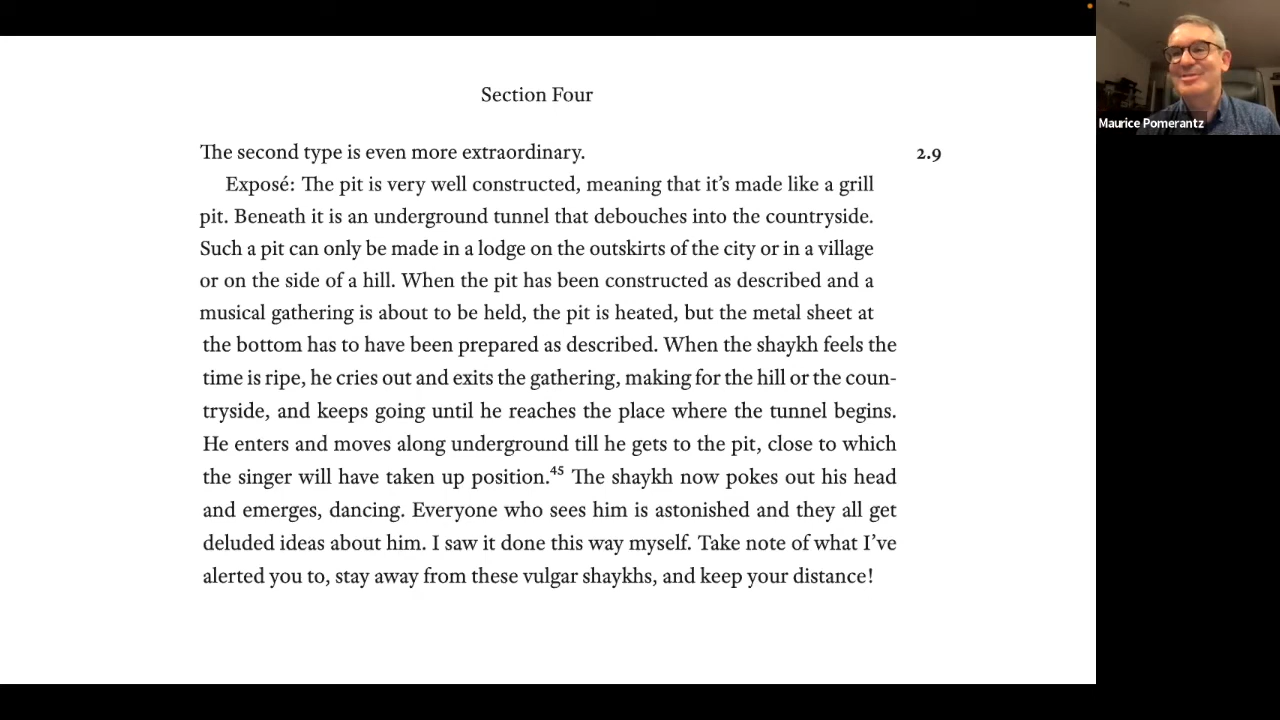 Section Four
The second type is even more extraordinary. 2.9
Exposé: The pit is very well constructed, meaning that it's made like a grill
pit. Beneath it is an underground tunnel that debouches into the countryside.
Such a pit can only be made in a lodge on the outskirts of the city or in a village
or on the side of a hill. When the pit has been constructed as described and a
musical gathering is about to be held, the pit is heated, but the metal sheet at
the bottom has to have been prepared as described. When the shaykh feels the
time is ripe, he cries out and exits the gathering, making for the hill or the coun-
tryside, and keeps going until he reaches the place where the tunnel begins.
He enters and moves along underground till he gets to the pit, close to which
the singer will have taken up position.⁴⁵ The shaykh now pokes out his head
and emerges, dancing. Everyone who sees him is astonished and they all get
deluded ideas about him. I saw it done this way myself. Take note of what I've
alerted you to, stay away from these vulgar shaykhs, and keep your distance!
Maurice Pomerantz